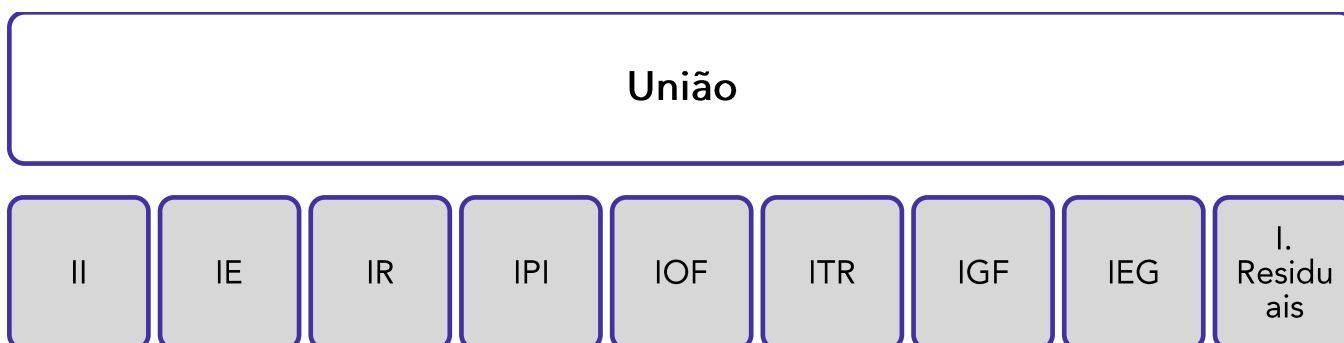 União
II
IE
IR
IPI
IOF
ITR
IGF
IEG
I.
Residu
ais